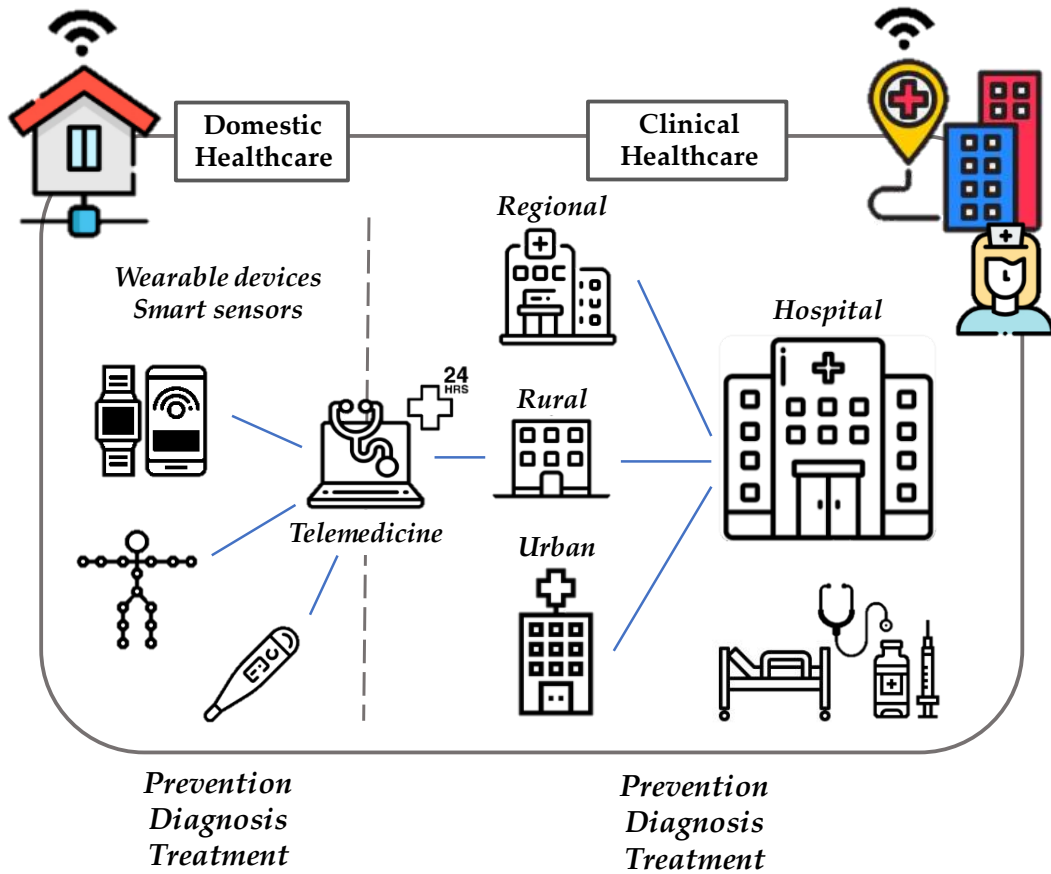 Domestic
Healthcare
Clinical
Healthcare
Regional
Wearable devices
Smart sensors
Hospital
24
HRS
Rural
Telemedicine
Urban
Prevention
Diagnosis
Treatment
Prevention
Diagnosis
Treatment